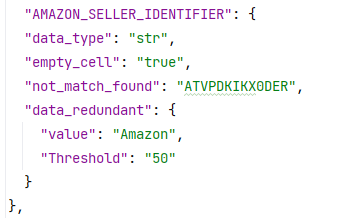 "AMAZON_SELLER_IDENTIFIER": {
"data_type": "str",
"empty_cell": "true",
"not_match_found": "ATVPDKIKX0DER",
"data_redundant": {
"value": "Amazon",
"Threshold": "50"
}
},